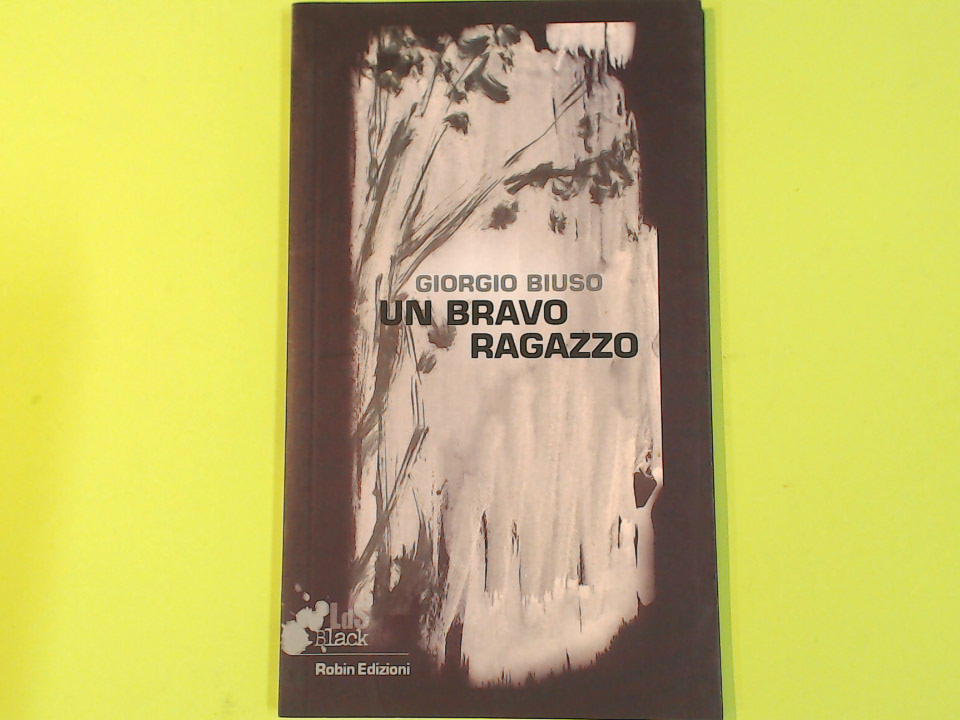 GIORGIO BIUSO
UN BRAVO
RAGAZZO
LdS
Black
Robin Edizioni